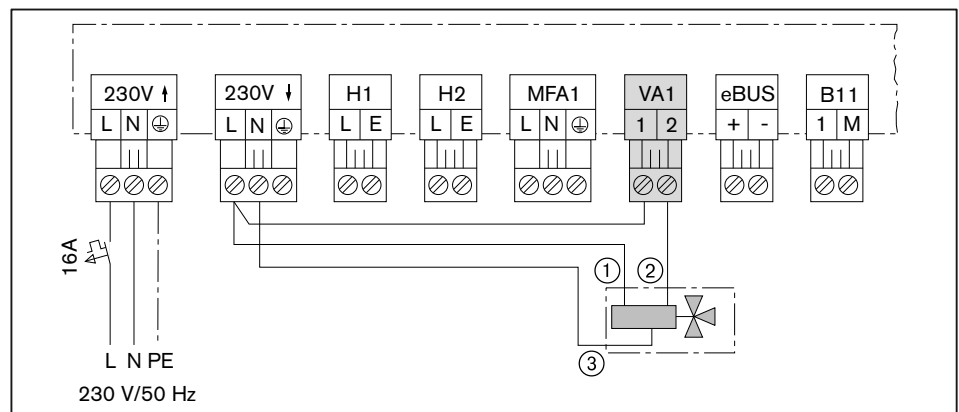 230V ↑ 230V ↓ H1 H2 MFA1 VA1 eBUS B11
L N ⏚ L N ⏚ L E L E L N ⏚ 1 2 + - 1 M
16A
① ②
③
L N PE
230 V/50 Hz